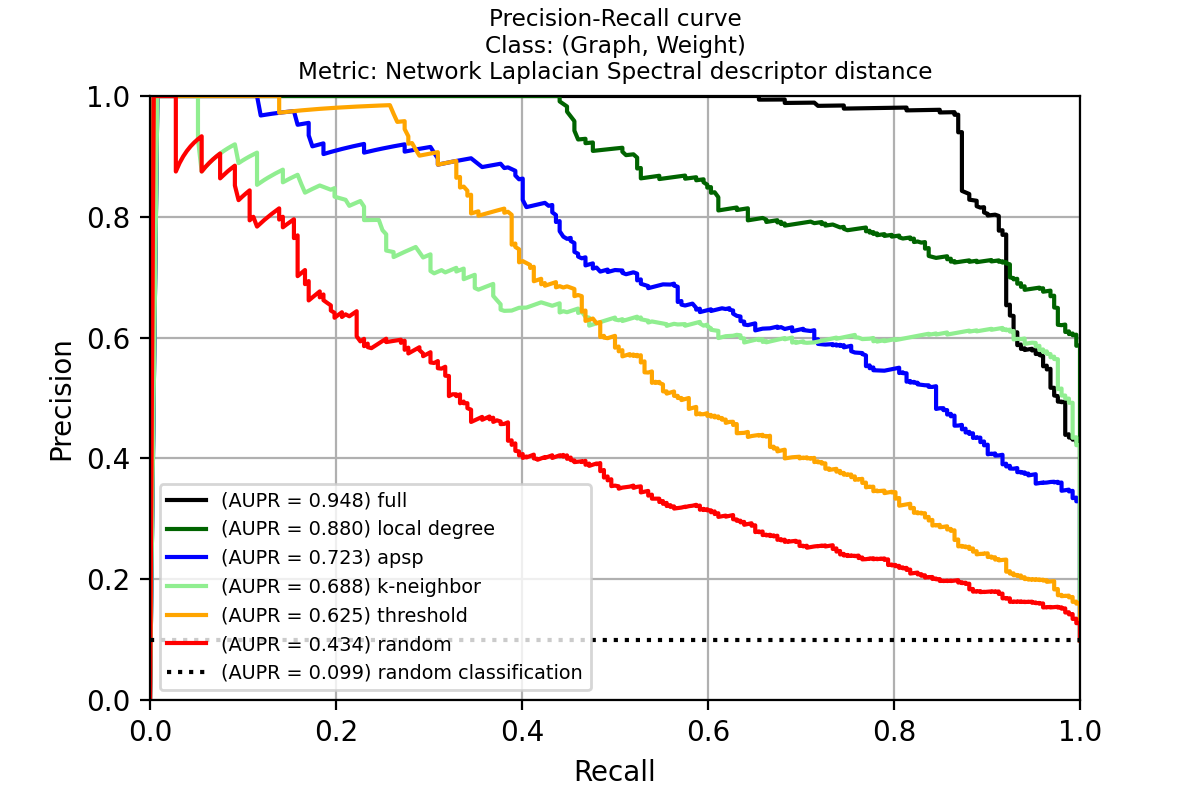 Precision-Recall curve
Class: (Graph, Weight)
Metric: Network Laplacian Spectral descriptor distance
1.0
0.8
0.6
0.4
0.2
0.0
Precision
(AUPR = 0.948) full
(AUPR = 0.880) local degree
(AUPR = 0.723) apsp
(AUPR = 0.688) k-neighbor
(AUPR = 0.625) threshold
(AUPR = 0.434) random
(AUPR = 0.099) random classification
0.0 0.2 0.4 0.6 0.8 1.0
Recall